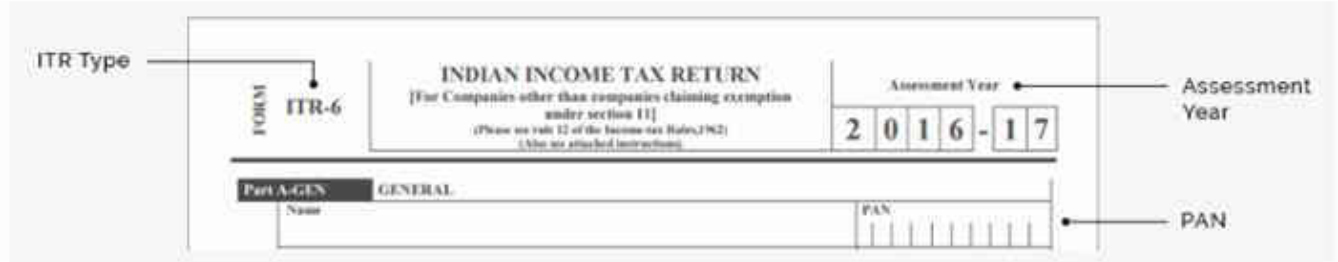 ITR Type
FORM
ITR-6
INDIAN INCOME TAX RETURN
[For Companies other than companies claiming exemption
under section 11]
(Please see rule 12 of the Income-tax Rules,1962)
(Also see attached instructions)
Assessment Year
2016-17
Assessment
Year
Part A-GEN GENERAL
Name
PAN
PAN